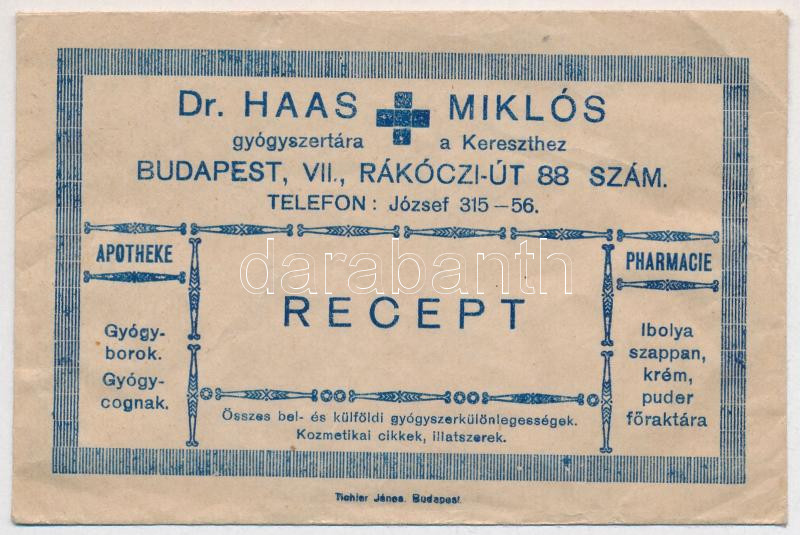 Dr. HAAS MIKLÓS
gyógyszertára a Kereszthez
BUDAPEST, VII., RÁKÓCZI-ÚT 88 SZÁM.
TELEFON : József 315—56.
APOTHEKE
PHARMACIE
darabanth
RECEPT
Gyógy-
borok.
Gyógy-
cognak.
Ibolya
szappan,
krém,
puder
főraktára
Összes bel- és külföldi gyógyszerkülönlegességek.
Kozmetikai cikkek, illatszerek.
Tichler János. Budapest.